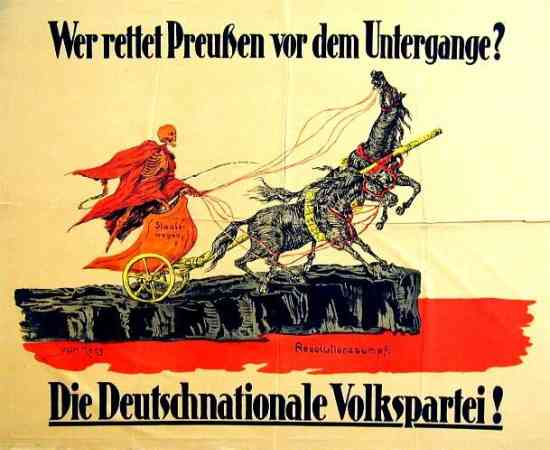 Wer rettet Preußen vor dem Untergange?
Staats-
wagen
Revolutionssumpf.
Die Deutschnationale Volkspartei!